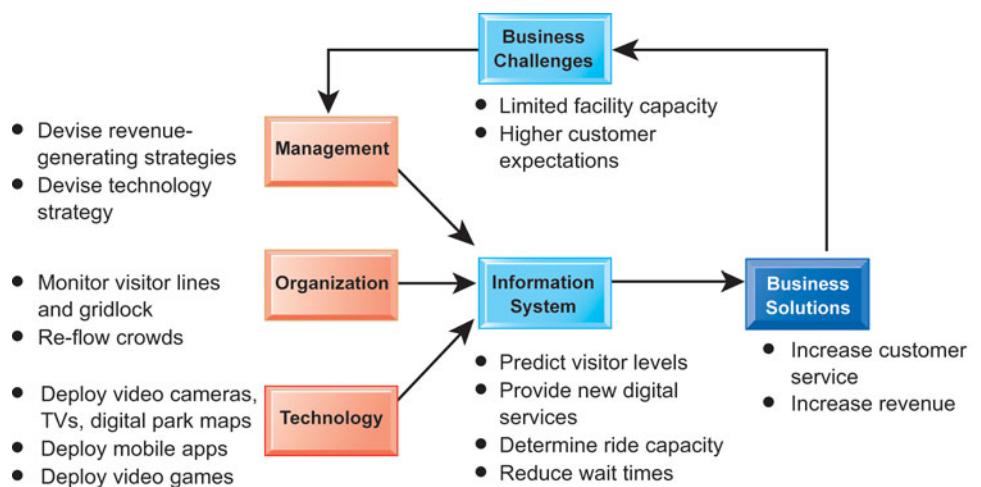 Business
Challenges
• Limited facility capacity
• Higher customer
expectations
• Devise revenue-
generating strategies
• Devise technology
strategy
Management
• Monitor visitor lines
and gridlock
• Re-flow crowds
Organization
Information
System
Business
Solutions
• Deploy video cameras,
TVs, digital park maps
• Deploy mobile apps
• Deploy video games
Technology
• Predict visitor levels
• Provide new digital
services
• Determine ride capacity
• Reduce wait times
• Increase customer
service
• Increase revenue